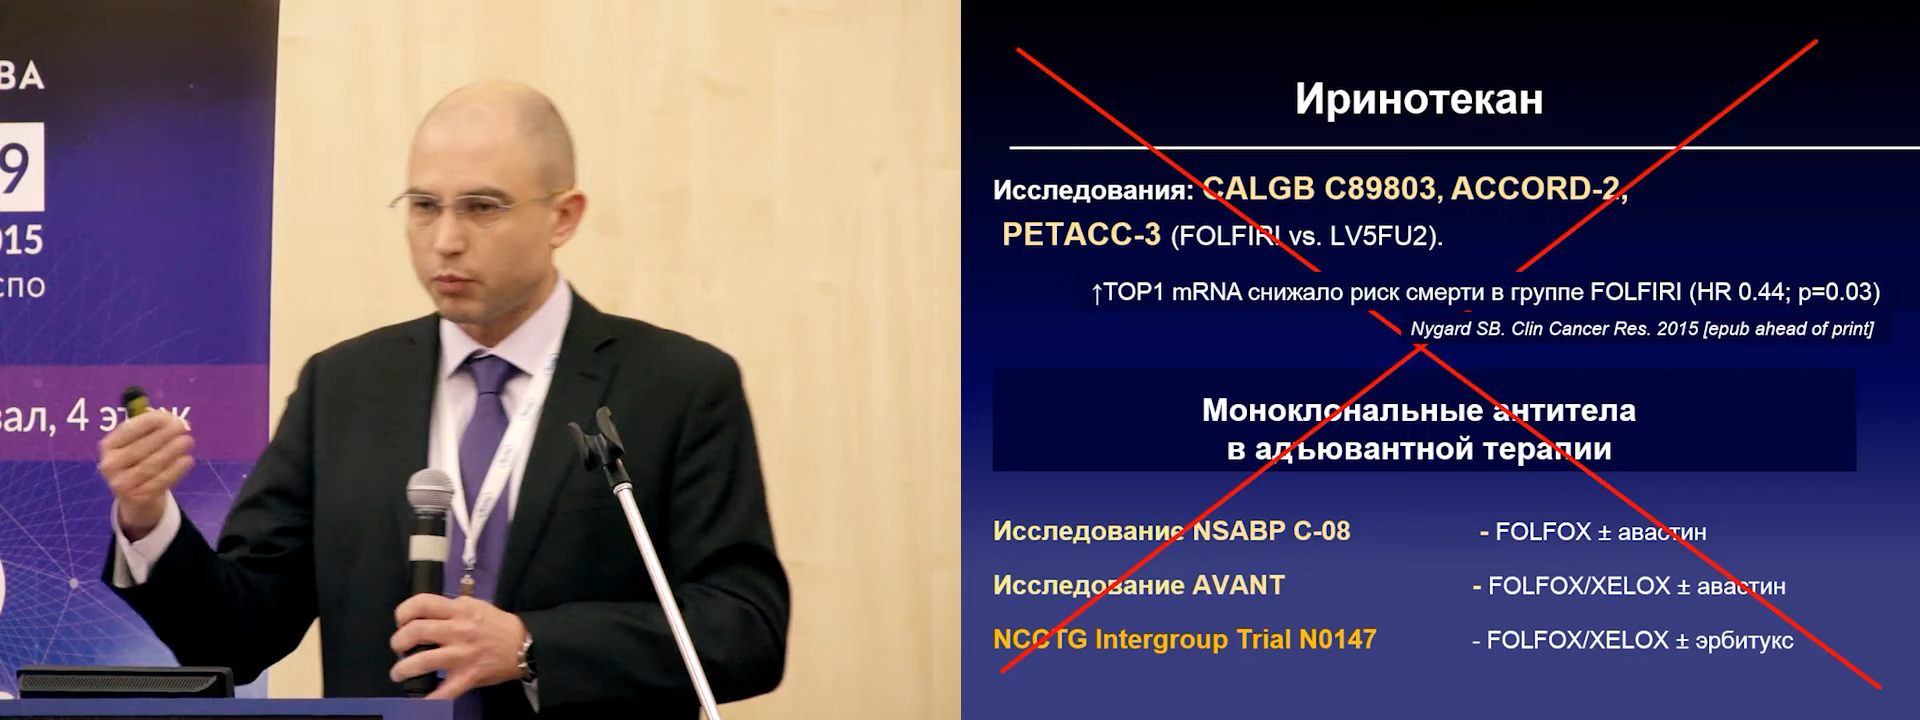 ВА
9
015
СПО
зал, 4 этаж
Иринотекан
Исследования: CALGB C89803, ACCORD-2,
PETACC-3 (FOLFIRI vs. LV5FU2).
↑TOP1 mRNA снижало риск смерти в группе FOLFIRI (HR 0.44; p=0.03)
Nygard SB. Clin Cancer Res. 2015 [epub ahead of print]
Моноклональные антитела
в адъювантной терапии
Исследование NSABP C-08 - FOLFOX ± авастин
Исследование AVANT - FOLFOX/XELOX ± авастин
NCCTG Intergroup Trial N0147 - FOLFOX/XELOX ± эрбитукс